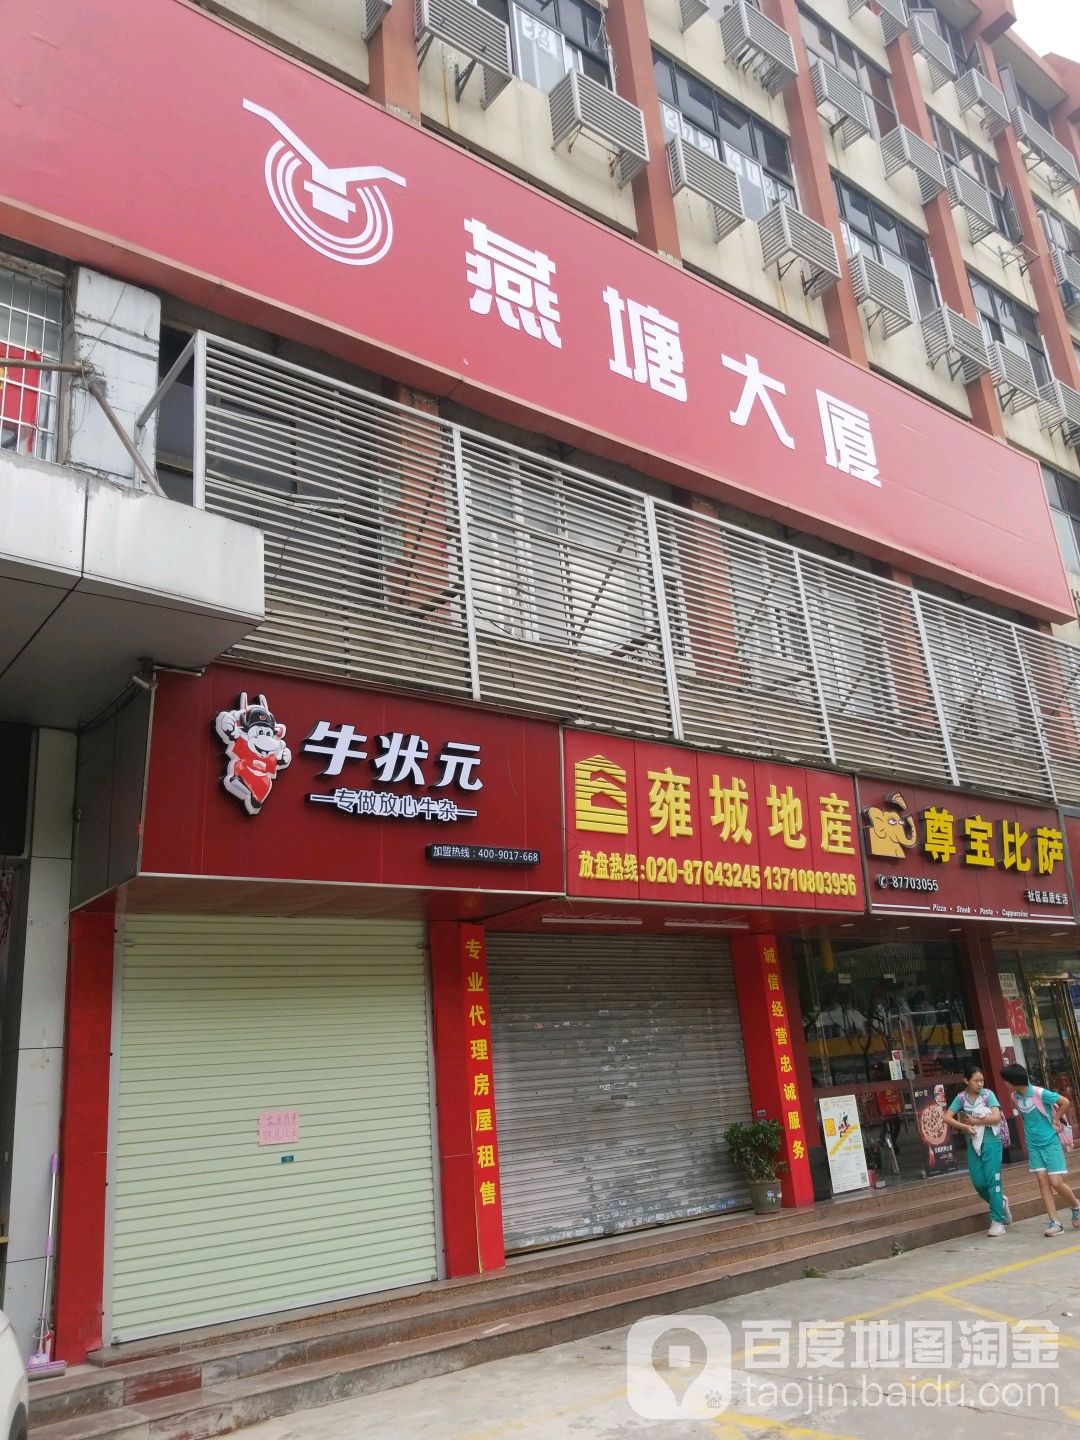 招
37241122
燕塘大厦
牛状元
专做放心牛杂
加盟热线：400-9017-668
雍城地产
放盘热线：020-87643245 13710803956
尊宝比萨
87703055
社区品质生活
Pizza • Steak • Pasta • Cappuccino
专业代理房屋租售
诚信经营忠诚服务
饭
百度地图淘金
taojin.baidu.com